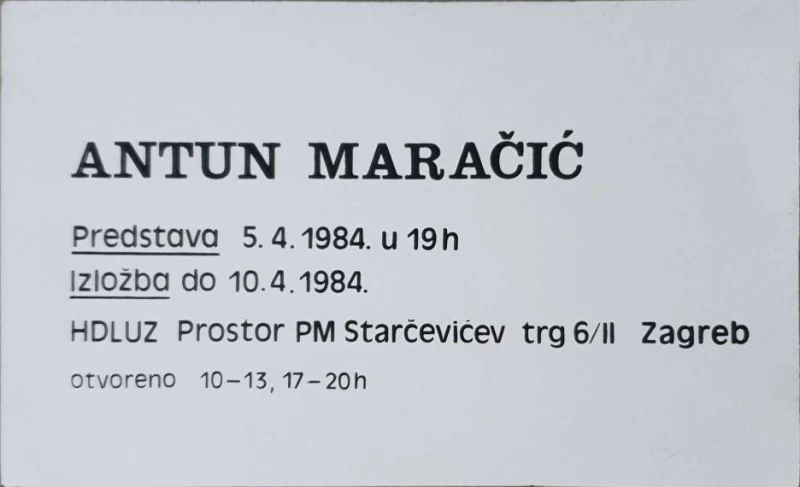 ANTUN MARAČIĆ
Predstava 5. 4. 1984. u 19 h
Izložba do 10. 4. 1984.
HDLUZ Prostor PM Starčevićev trg 6/II Zagreb
otvoreno 10–13, 17–20h